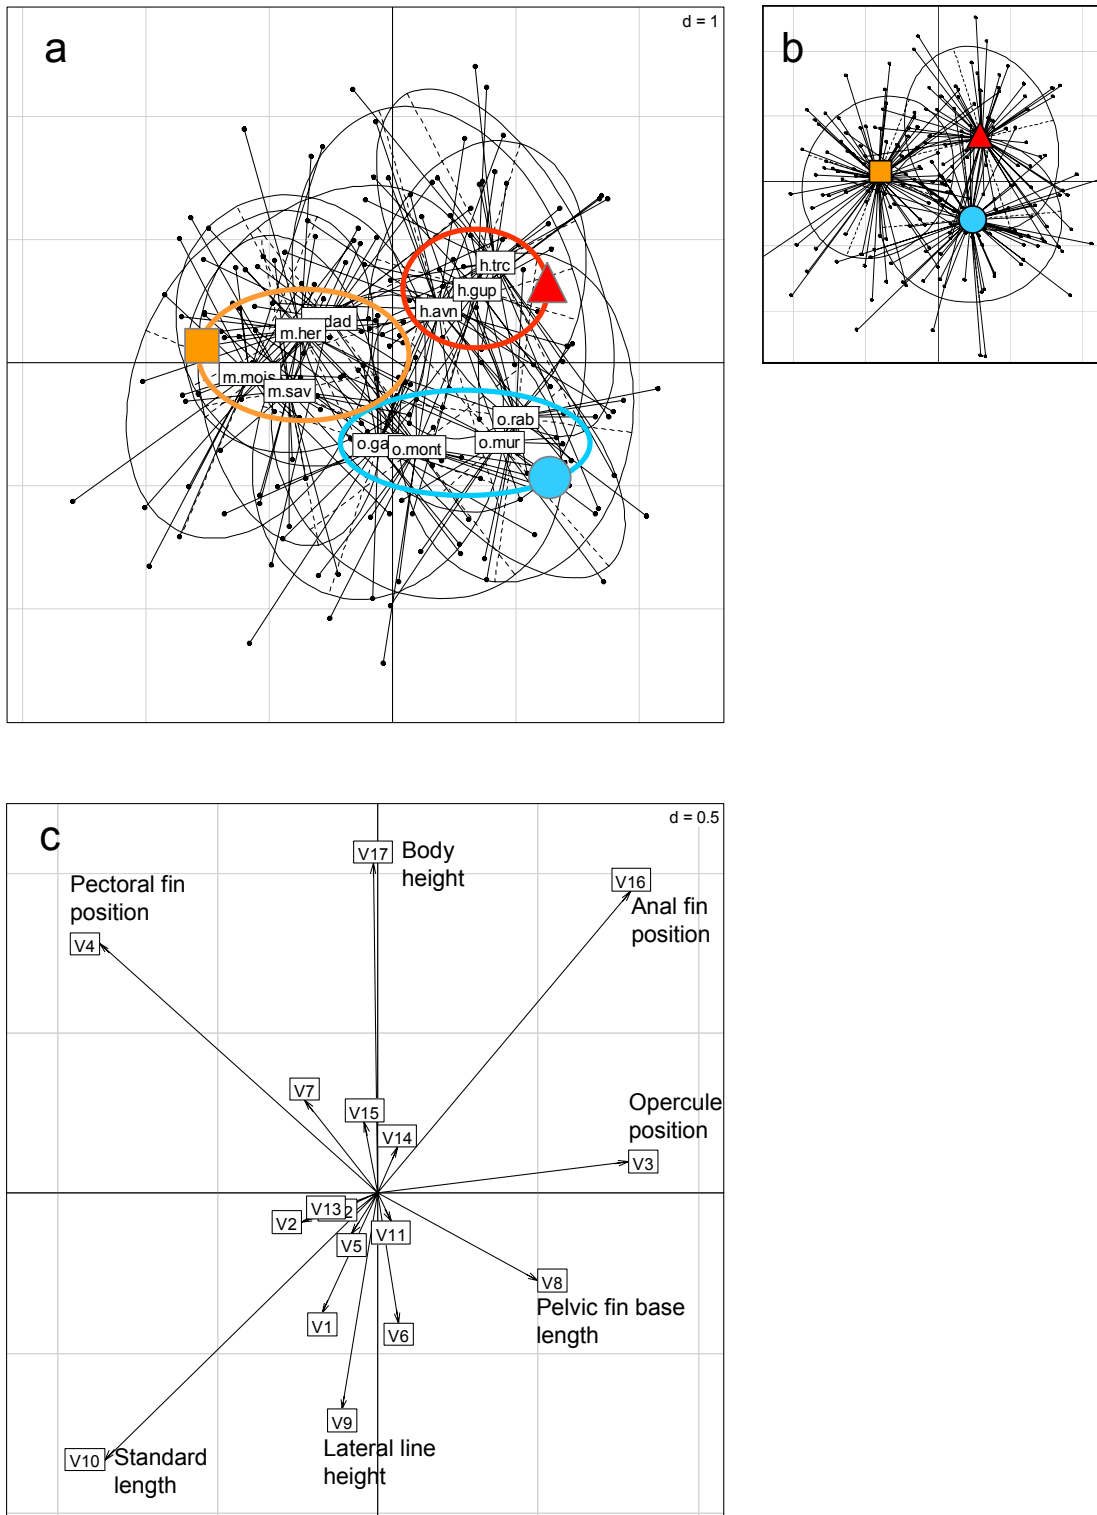 a
d = 1
b
h.trc
h.gup
h.avn
dad
m.her
m.mois
m.sav
o.rab
o.ga
o.mont
o.mur
c
d = 0.5
V17
Body
height
V16
Anal fin
position
Pectoral fin
position
V4
V7
V15
V14
Opercule
position
V3
V13
2
V2
V11
V5
V8
Pelvic fin base
length
V1
V6
V9
Lateral line
height
V10
Standard
length